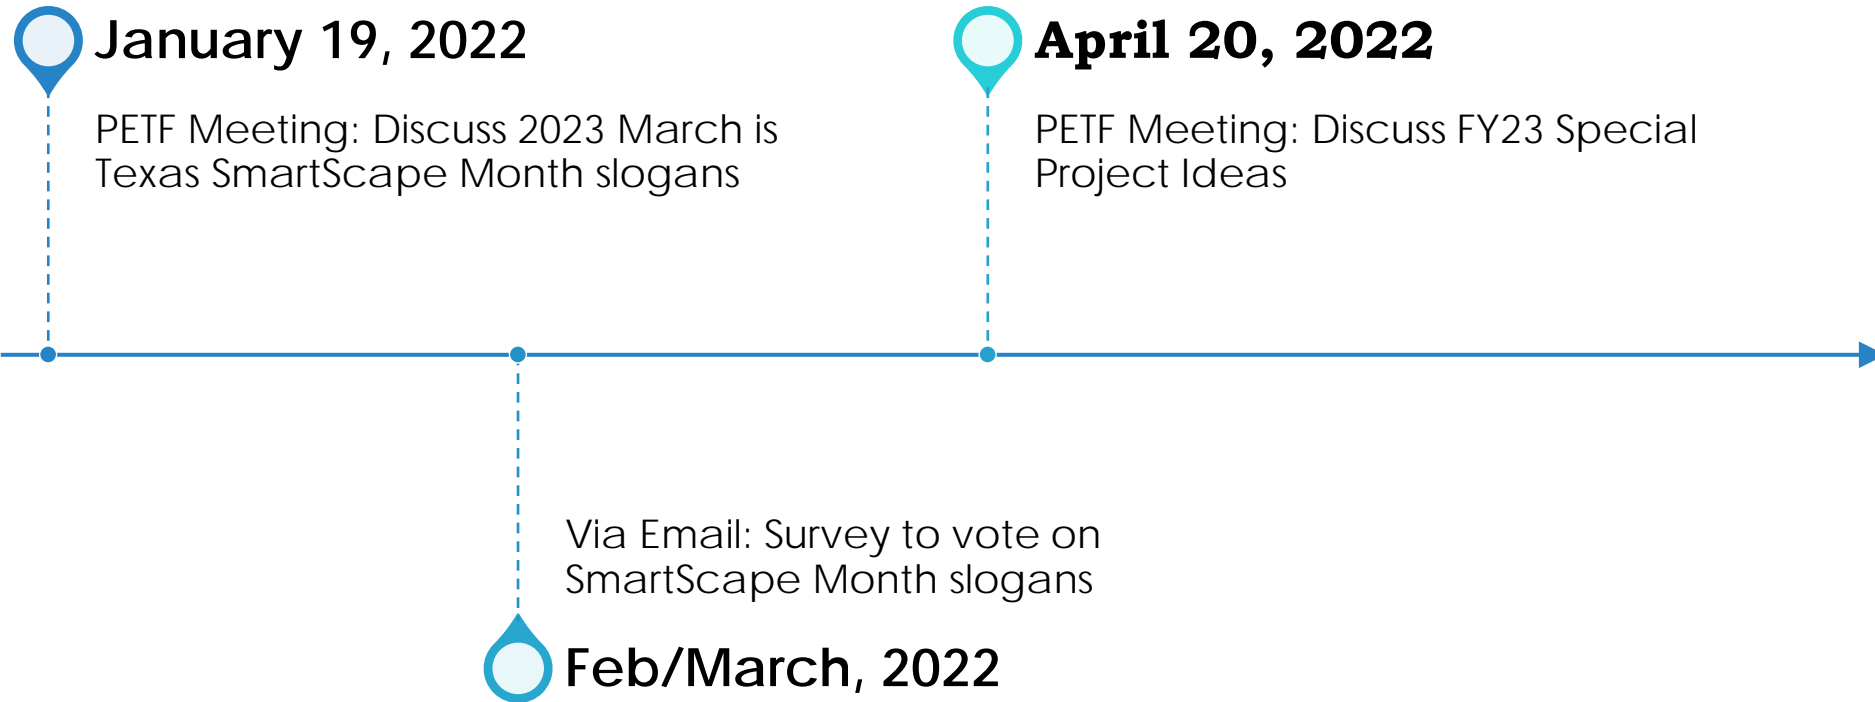 January 19, 2022
PETF Meeting: Discuss 2023 March is
Texas SmartScape Month slogans
April 20, 2022
PETF Meeting: Discuss FY23 Special
Project Ideas
Via Email: Survey to vote on
SmartScape Month slogans
Feb/March, 2022